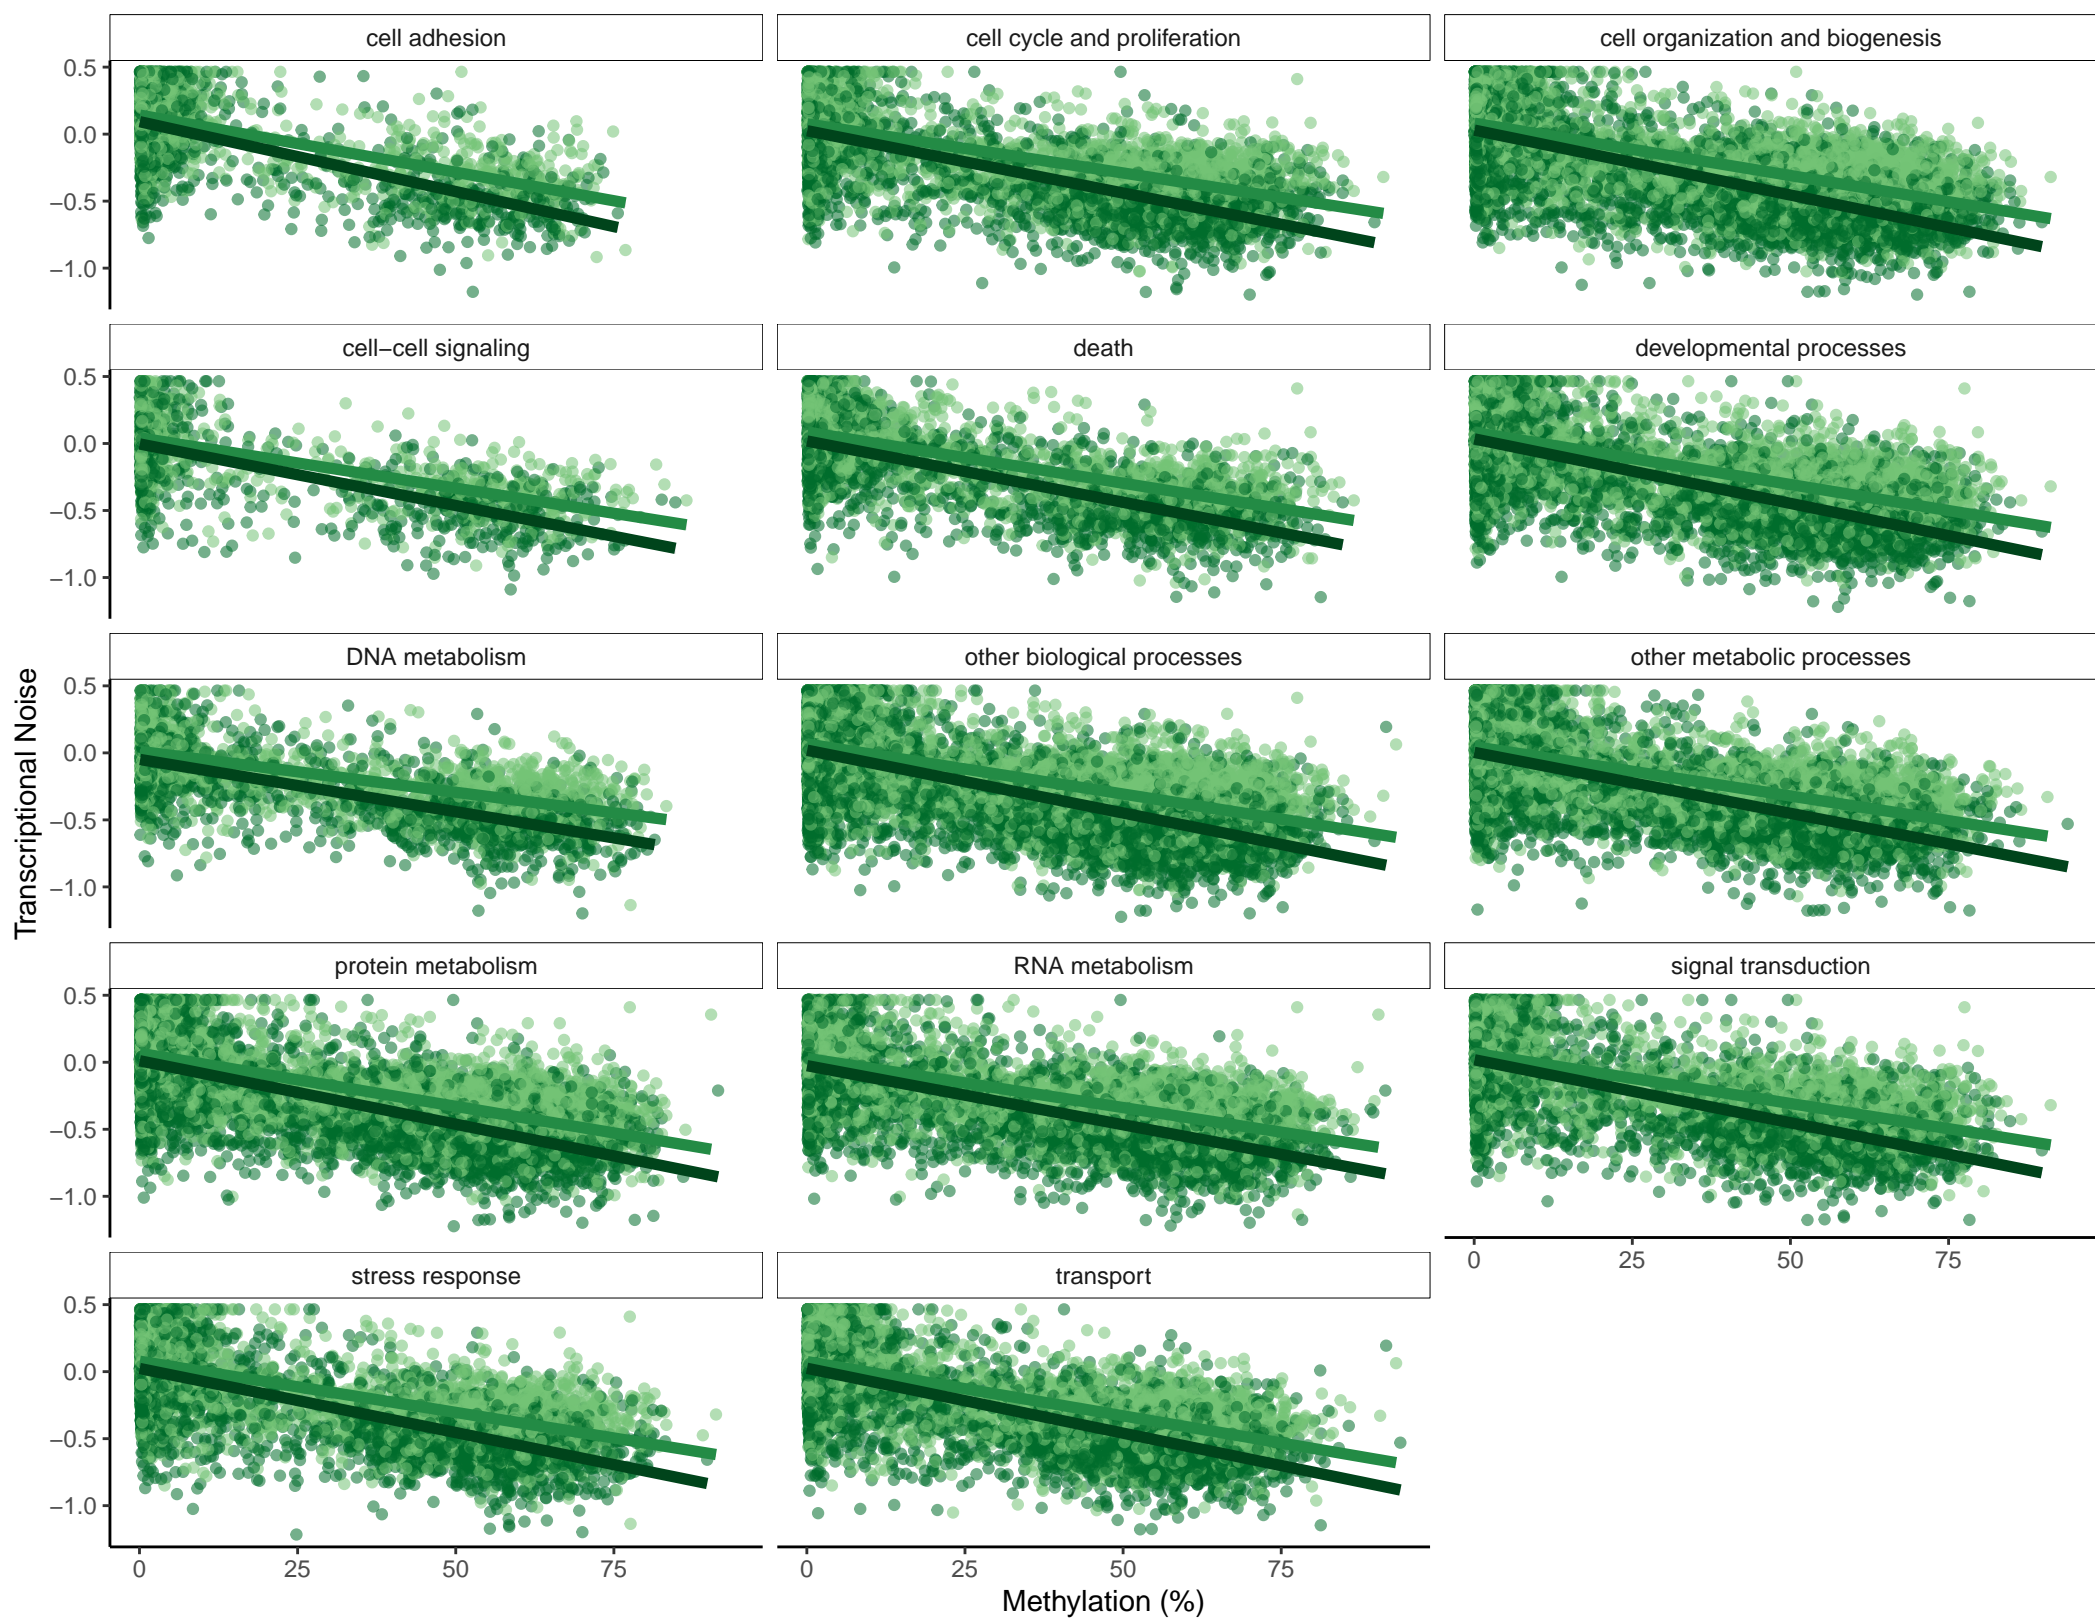 cell adhesion
cell cycle and proliferation
cell organization and biogenesis
0.5
0.0
−0.5
−1.0
cell−cell signaling
death
developmental processes
0.5
0.0
−0.5
−1.0
DNA metabolism
other biological processes
other metabolic processes
0.5
0.0
−0.5
−1.0
Transcriptional Noise
protein metabolism
RNA metabolism
signal transduction
0.5
0.0
−0.5
−1.0
0 25 50 75
stress response
transport
0.5
0.0
−0.5
−1.0
0 25 50 75
0 25 50 75
Methylation (%)